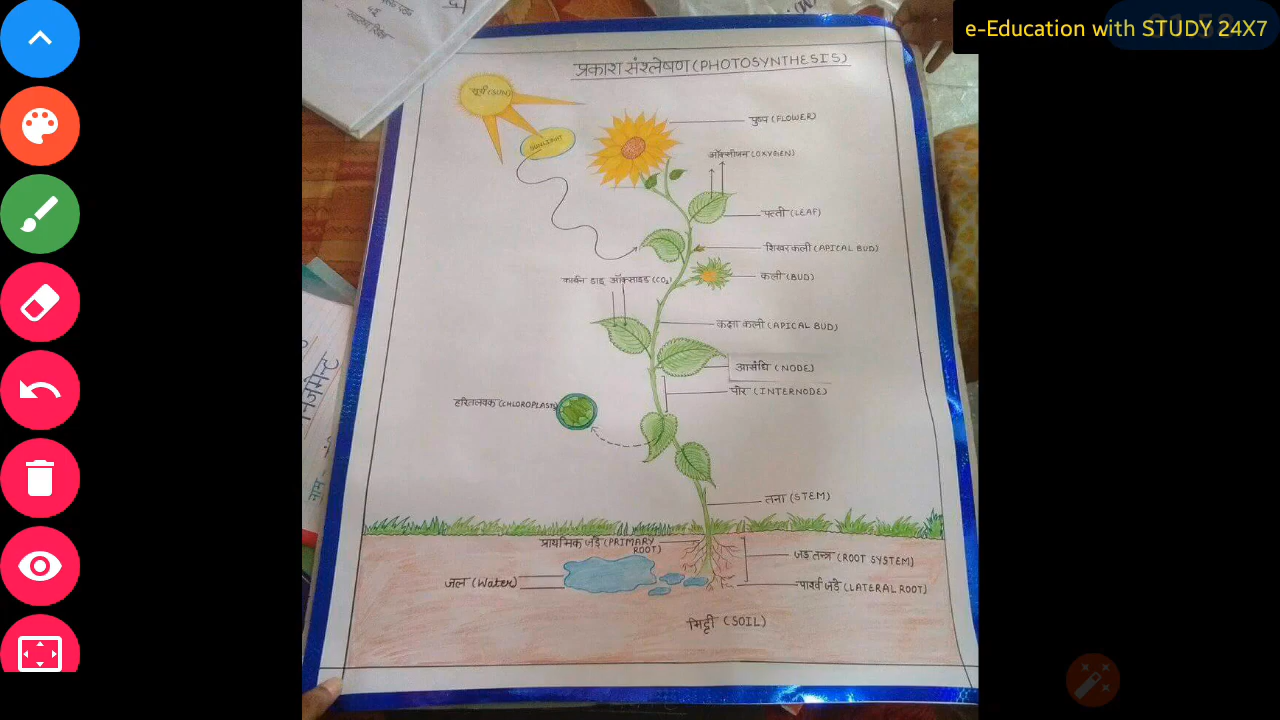 e-Education with STUDY 24X7
प्रकाश संश्लेषण (PHOTOSYNTHESIS)
सूर्य (SUN)
SUNLIGHT
पुष्प (FLOWER)
ऑक्सीजन (OXYGEN)
पत्ती (LEAF)
शिखर कली (APICAL BUD)
कली (BUD)
कार्बन डाइ ऑक्साइड (CO₂)
कक्षा कली (APICAL BUD)
आसंधि (NODE)
पोर (INTERNODE)
हरितलवक (CHLOROPLAST)
तना (STEM)
प्राथमिक जड़ें (PRIMARY
ROOT)
जड़ तन्त्र (ROOT SYSTEM)
जल (Water)
पार्श्व जड़ें (LATERAL ROOT)
मिट्टी (SOIL)